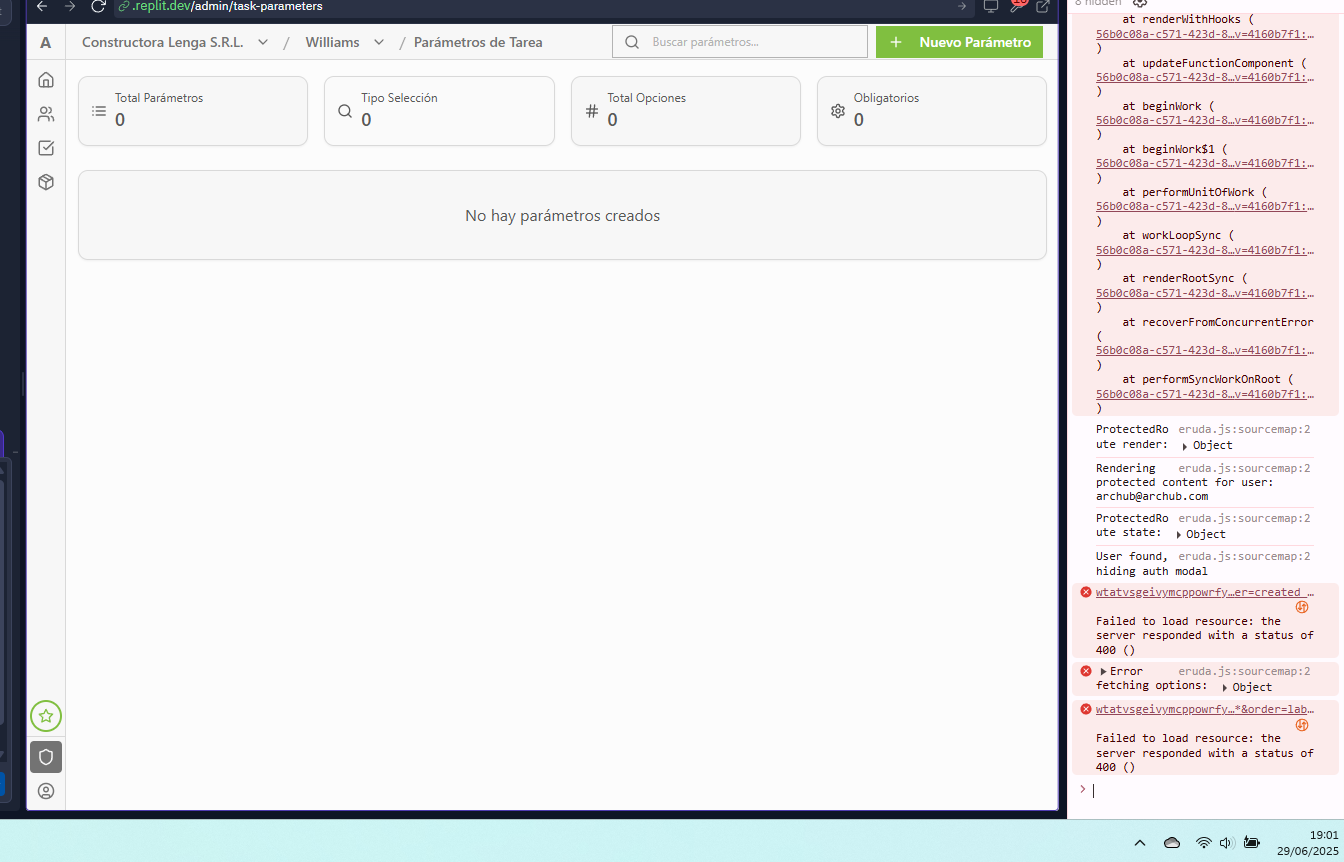 .replit.dev/admin/task-parameters
A
Constructora Lenga S.R.L. / Williams / Parámetros de Tarea
Buscar parámetros...
+ Nuevo Parámetro
Total Parámetros
0
Tipo Selección
0
Total Opciones
0
Obligatorios
0
No hay parámetros creados
8 hidden
at renderWithHooks (
56b0c08a-c571-423d-8…v=4160b7f1:…
)
at updateFunctionComponent (
56b0c08a-c571-423d-8…v=4160b7f1:…
)
at beginWork (
56b0c08a-c571-423d-8…v=4160b7f1:…
)
at beginWork$1 (
56b0c08a-c571-423d-8…v=4160b7f1:…
)
at performUnitOfWork (
56b0c08a-c571-423d-8…v=4160b7f1:…
)
at workLoopSync (
56b0c08a-c571-423d-8…v=4160b7f1:…
)
at renderRootSync (
56b0c08a-c571-423d-8…v=4160b7f1:…
)
at recoverFromConcurrentError
(
56b0c08a-c571-423d-8…v=4160b7f1:…
)
at performSyncWorkOnRoot (
56b0c08a-c571-423d-8…v=4160b7f1:…
)
ProtectedRo eruda.js:sourcemap:2
ute render: Object
Rendering eruda.js:sourcemap:2
protected content for user:
archub@archub.com
ProtectedRo eruda.js:sourcemap:2
ute state: Object
User found, eruda.js:sourcemap:2
hiding auth modal
wtatvsgeivymcppowrfy…er=created_…
Failed to load resource: the
server responded with a status of
400 ()
Error eruda.js:sourcemap:2
fetching options: Object
wtatvsgeivymcppowrfy…*&order=lab…
Failed to load resource: the
server responded with a status of
400 ()
19:01
29/06/2025